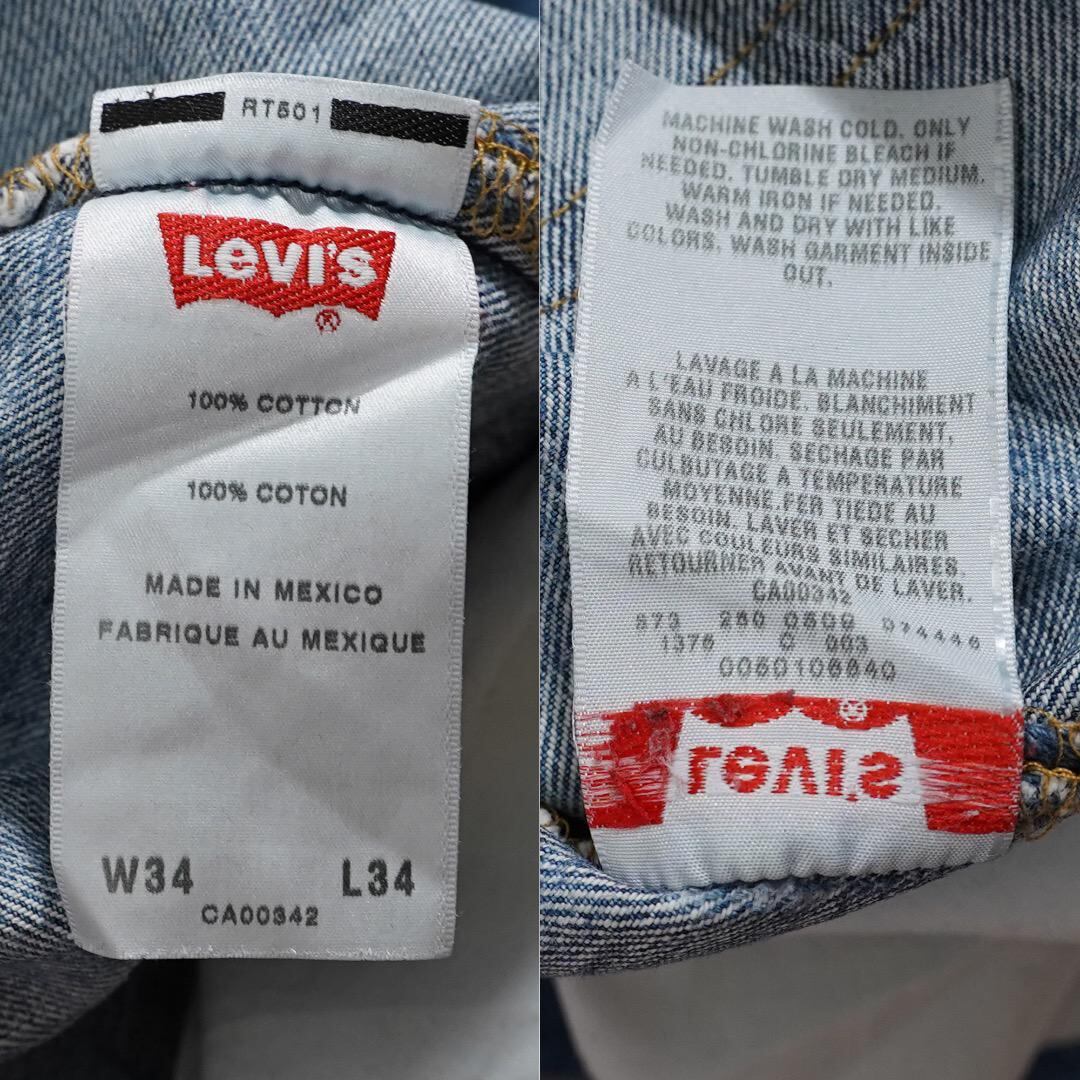 RT501
Levi's
®
100% COTTON
100% COTON
MADE IN MEXICO
FABRIQUE AU MEXIQUE
W34 L34
CA00342
MACHINE WASH COLD. ONLY
NON-CHLORINE BLEACH IF
NEEDED. TUMBLE DRY MEDIUM.
WARM IRON IF NEEDED.
WASH AND DRY WITH LIKE
COLORS. WASH GARMENT INSIDE
OUT.
LAVAGE A LA MACHINE
A L'EAU FROIDE. BLANCHIMENT
SANS CHLORE SEULEMENT,
AU BESOIN. SECHAGE PAR
CULBUTAGE A TEMPERATURE
MOYENNE.FER TIEDE AU
BESOIN. LAVER ET SECHER
AVEC COULEURS SIMILAIRES.
RETOURNER AVANT DE LAVER.
CA00342
1376 C 003
Levi's
®